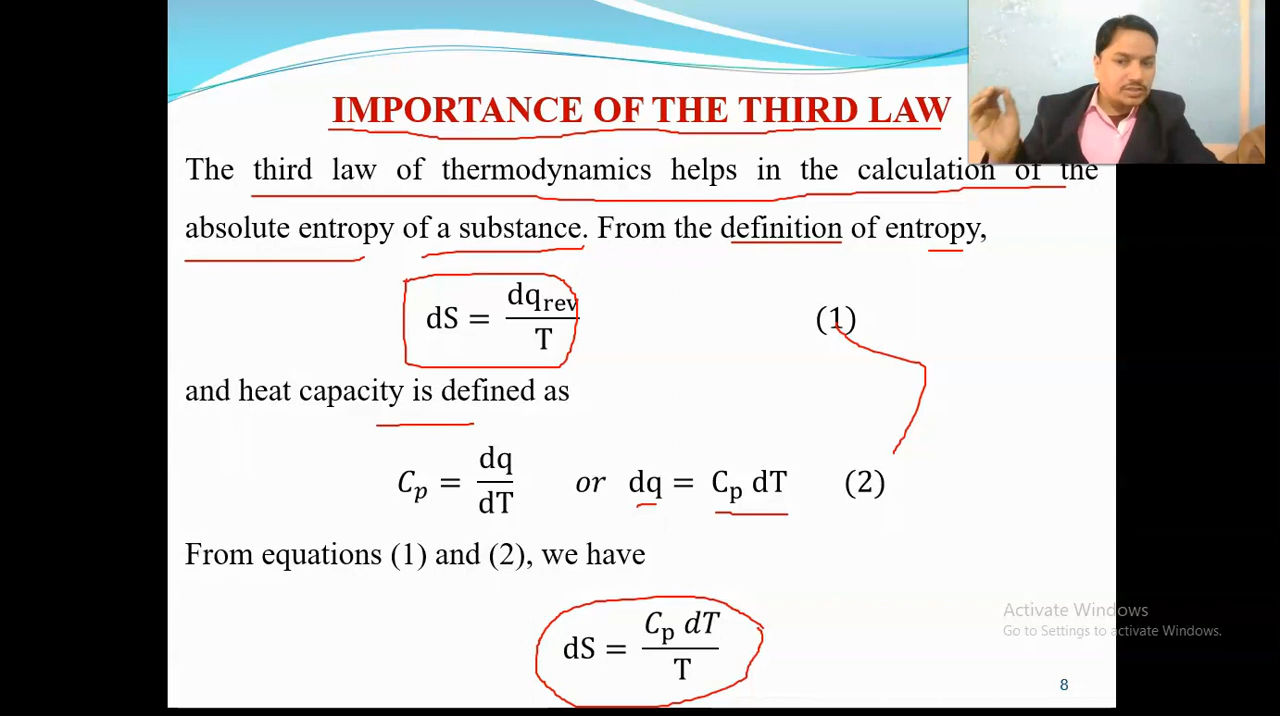 IMPORTANCE OF THE THIRD LAW
The third law of thermodynamics helps in the calculation of the
absolute entropy of a substance. From the definition of entropy,
dS = dq_rev / T (1)
and heat capacity is defined as
C_p = dq / dT or dq = C_p dT (2)
From equations (1) and (2), we have
dS = C_p dT / T
Activate Windows
Go to Settings to activate Windows.
8